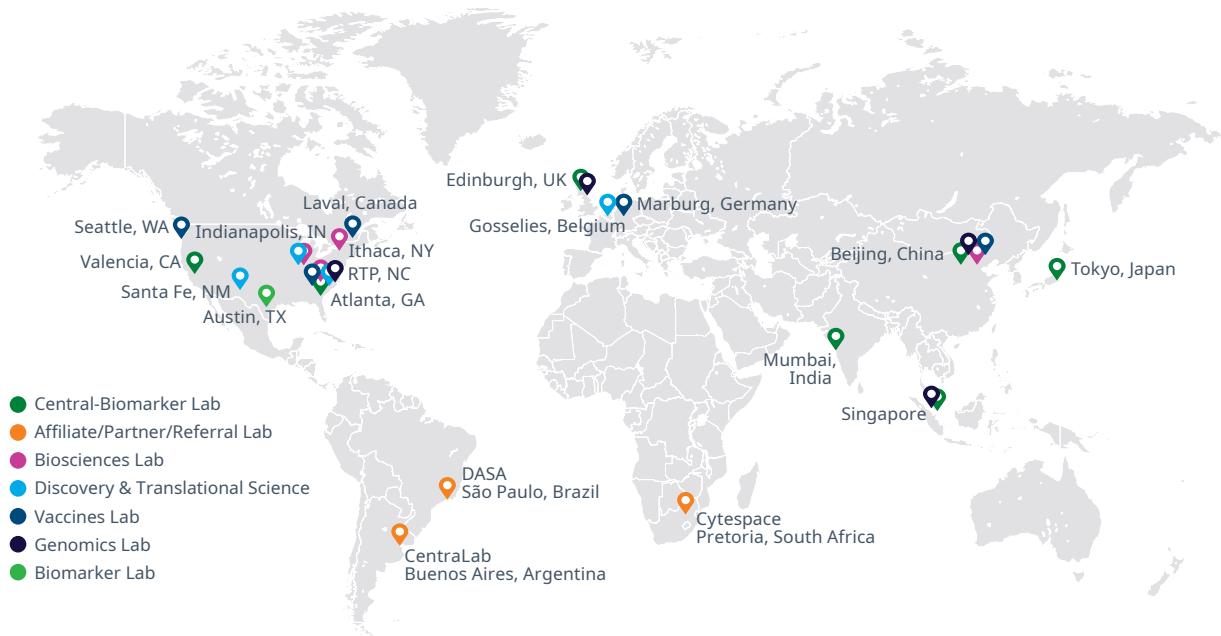 Laval, Canada
Seattle, WA
Indianapolis, IN
Ithaca, NY
Valencia, CA
RTP, NC
Santa Fe, NM
Atlanta, GA
Austin, TX
Edinburgh, UK
Marburg, Germany
Gosselies, Belgium
Beijing, China
Tokyo, Japan
Mumbai,
India
Singapore
Central-Biomarker Lab
Affiliate/Partner/Referral Lab
Biosciences Lab
Discovery & Translational Science
Vaccines Lab
Genomics Lab
Biomarker Lab
DASA
São Paulo, Brazil
Cytespace
Pretoria, South Africa
CentraLab
Buenos Aires, Argentina